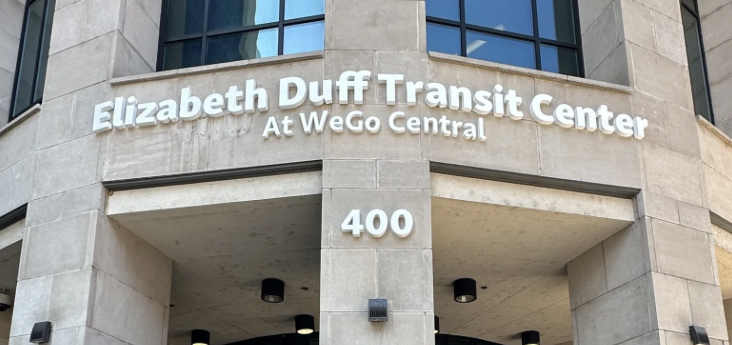 Elizabeth Duff Transit Center
At WeGo Central
400